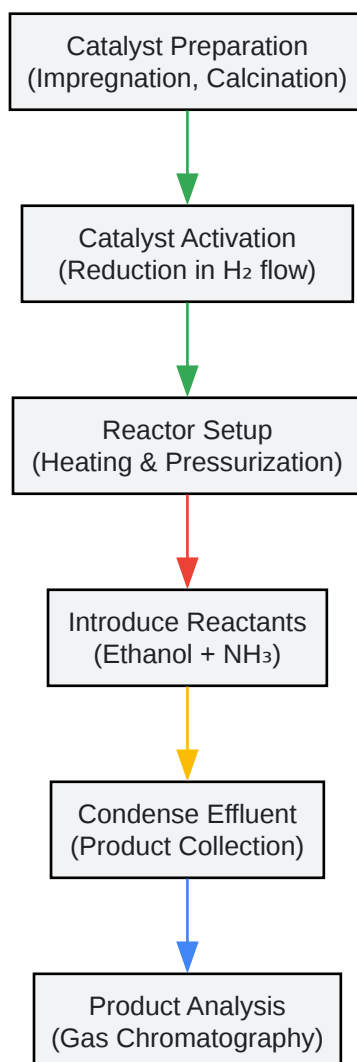 Catalyst Preparation
(Impregnation, Calcination)
Catalyst Activation
(Reduction in H₂ flow)
Reactor Setup
(Heating & Pressurization)
Introduce Reactants
(Ethanol + NH₃)
Condense Effluent
(Product Collection)
Product Analysis
(Gas Chromatography)